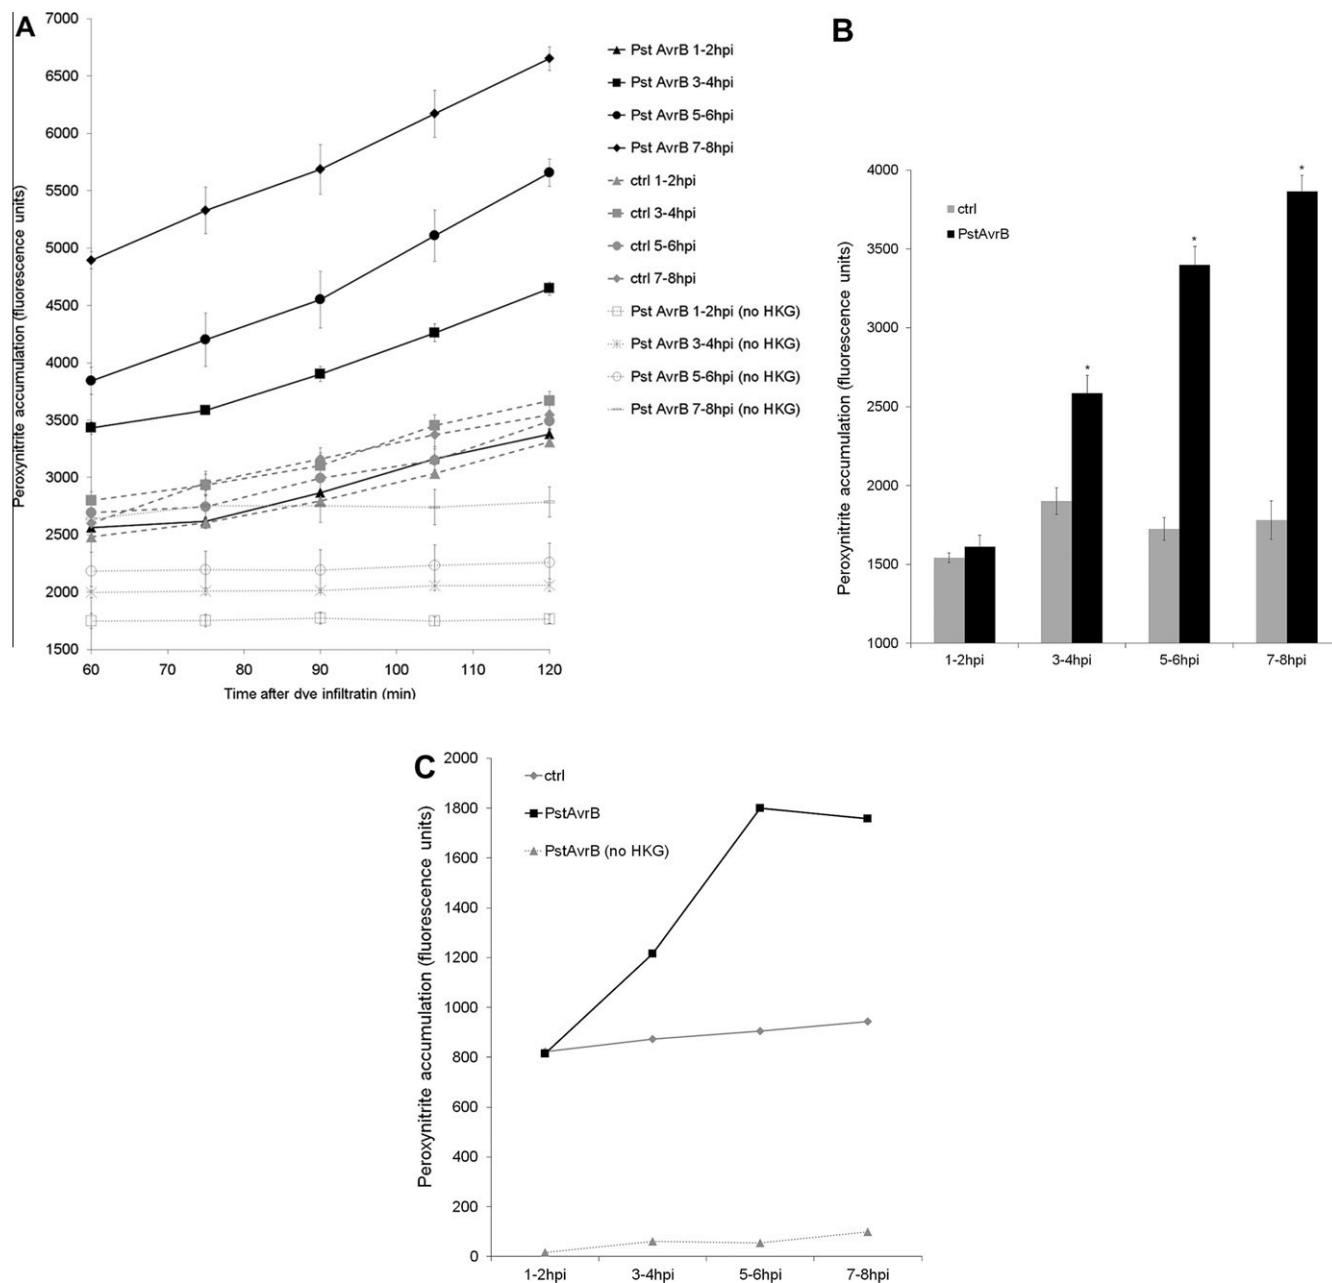 A
7000
6500
6000
5500
5000
4500
4000
3500
3000
2500
2000
1500
Peroxynitrite accumulation (fluorescence units)
60
70
80
90
100
110
120
Time after dye infiltratin (min)
Pst AvrB 1-2hpi
Pst AvrB 3-4hpi
Pst AvrB 5-6hpi
Pst AvrB 7-8hpi
ctrl 1-2hpi
ctrl 3-4hpi
ctrl 5-6hpi
ctrl 7-8hpi
Pst AvrB 1-2hpi (no HKG)
Pst AvrB 3-4hpi (no HKG)
Pst AvrB 5-6hpi (no HKG)
Pst AvrB 7-8hpi (no HKG)
B
4000
3500
3000
2500
2000
1500
1000
Peroxynitrite accumulation (fluorescence units)
ctrl
PstAvrB
*
*
*
1-2hpi
3-4hpi
5-6hpi
7-8hpi
C
2000
1800
1600
1400
1200
1000
800
600
400
200
0
Peroxynitrite accumulation (fluorescence units)
ctrl
PstAvrB
PstAvrB (no HKG)
1-2hpi
3-4hpi
5-6hpi
7-8hpi